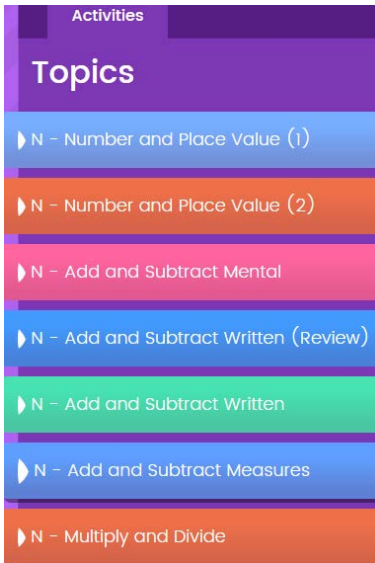 Activities
Topics
N - Number and Place Value (1)
N - Number and Place Value (2)
N - Add and Subtract Mental
N - Add and Subtract Written (Review)
N - Add and Subtract Written
N - Add and Subtract Measures
N - Multiply and Divide